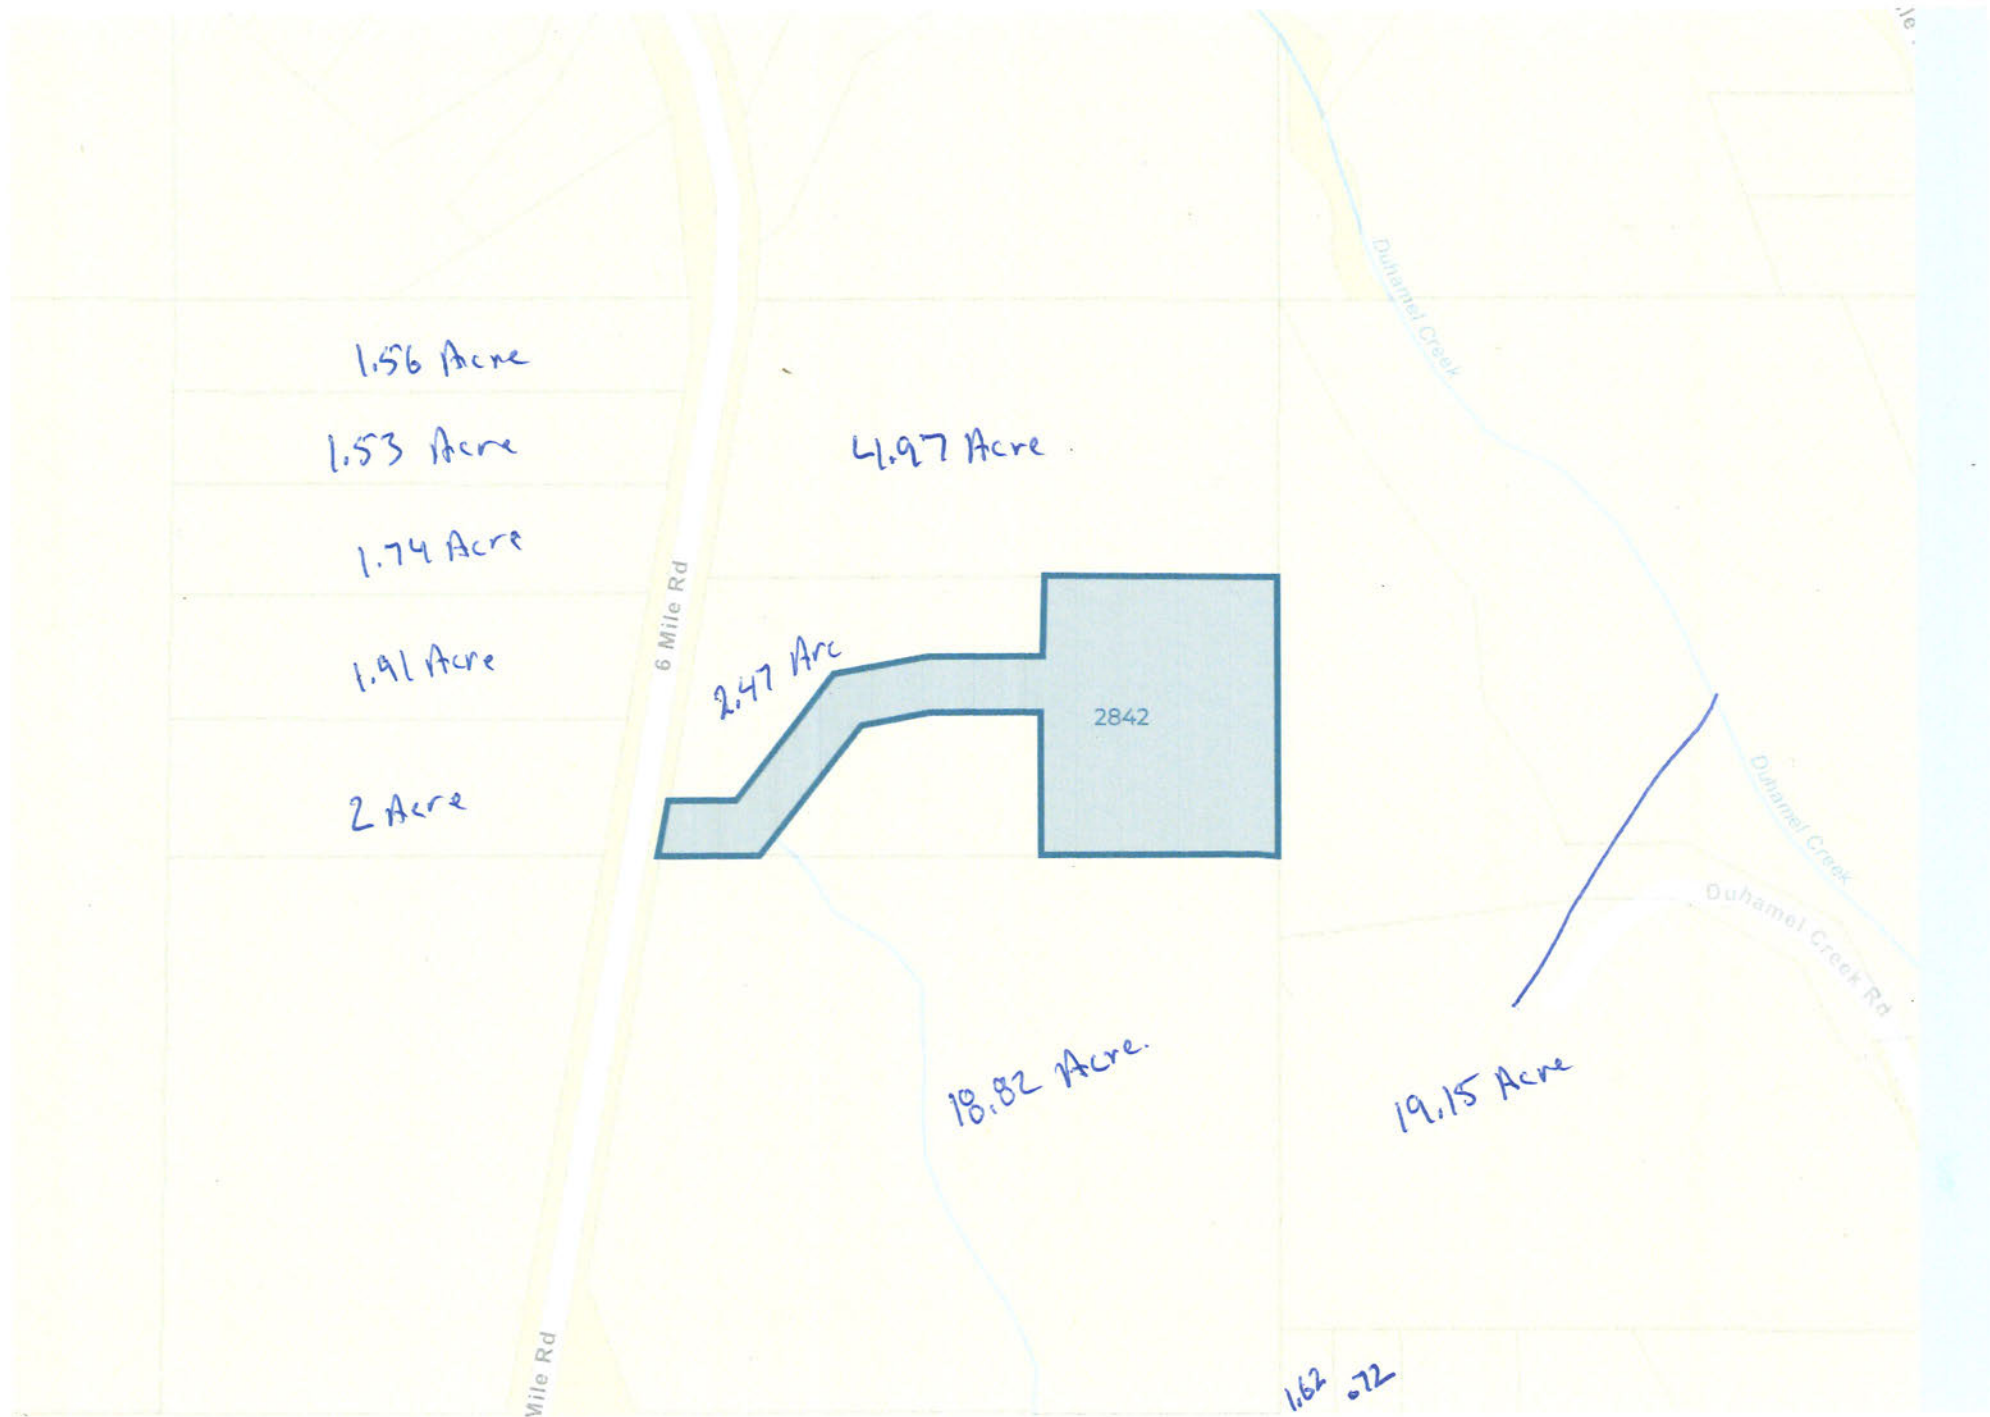 Duhamel Creek
1.56 Acre
1.53 Acre
4.97 Acre
1.74 Acre
6 Mile Rd
1.91 Acre
2.47 Arc
2842
2 Acre
Duhamel Creek
Duhamel Creek Rd
18.82 Acre.
19.15 Acre
Mile Rd
1.62 .72